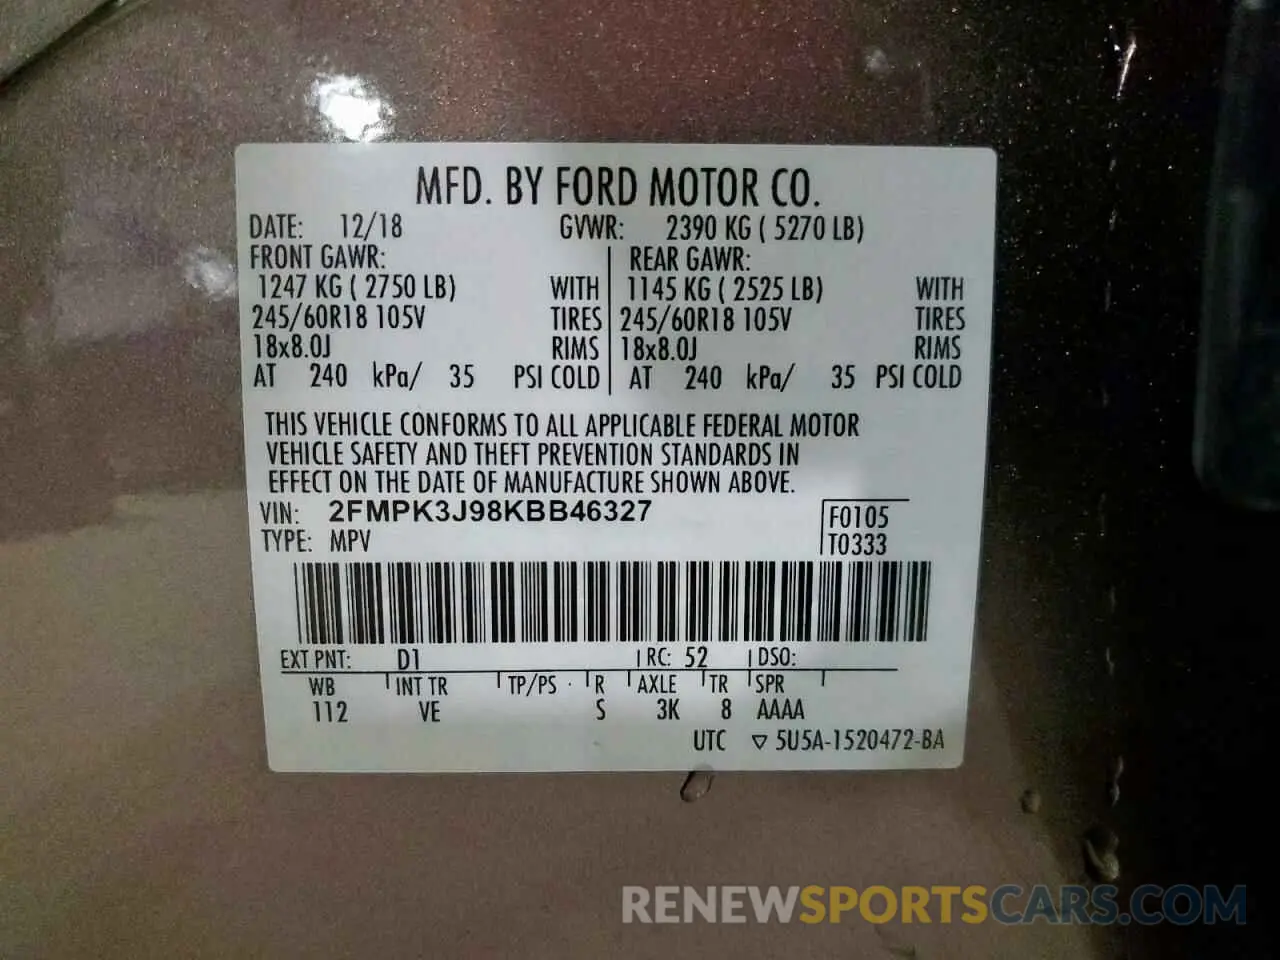 MFD. BY FORD MOTOR CO.
DATE: 12/18 GVWR: 2390 KG ( 5270 LB)
FRONT GAWR: REAR GAWR:
1247 KG ( 2750 LB) WITH 1145 KG ( 2525 LB) WITH
245/60R18 105V TIRES 245/60R18 105V TIRES
18x8.0J RIMS 18x8.0J RIMS
AT 240 kPa/ 35 PSI COLD AT 240 kPa/ 35 PSI COLD
THIS VEHICLE CONFORMS TO ALL APPLICABLE FEDERAL MOTOR
VEHICLE SAFETY AND THEFT PREVENTION STANDARDS IN
EFFECT ON THE DATE OF MANUFACTURE SHOWN ABOVE.
VIN: 2FMPK3J98KBB46327 F0105
TYPE: MPV T0333
EXT PNT: D1 RC: 52 DSO:
WB INT TR TP/PS R AXLE TR SPR
112 VE S 3K 8 AAAA
UTC ▽ 5U5A-1520472-BA
RENEWSPORTSCARS.COM